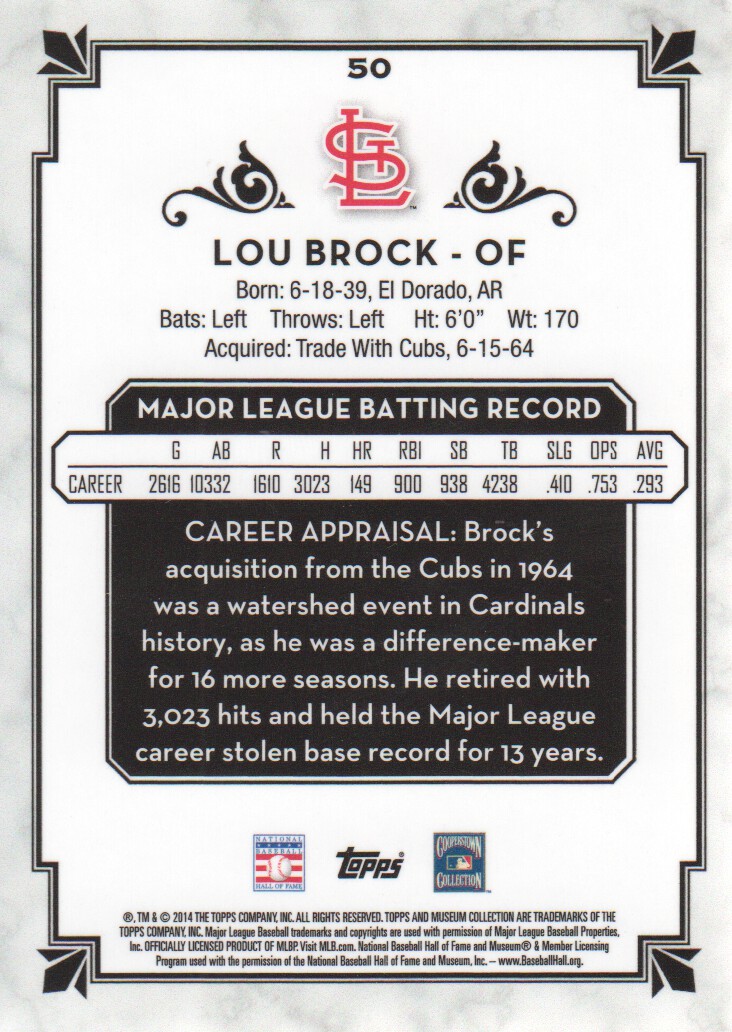 50
STL™
LOU BROCK - OF
Born: 6-18-39, El Dorado, AR
Bats: Left Throws: Left Ht: 6'0" Wt: 170
Acquired: Trade With Cubs, 6-15-64
MAJOR LEAGUE BATTING RECORD
G AB R H HR RBI SB TB SLG OPS AVG
CAREER 2616 10332 1610 3023 149 900 938 4238 .410 .753 .293
CAREER APPRAISAL: Brock's
acquisition from the Cubs in 1964
was a watershed event in Cardinals
history, as he was a difference-maker
for 16 more seasons. He retired with
3,023 hits and held the Major League
career stolen base record for 13 years.
NATIONAL BASEBALL HALL OF FAME
Topps®
COOPERSTOWN COLLECTION™
®, TM & © 2014 THE TOPPS COMPANY, INC. ALL RIGHTS RESERVED. TOPPS AND MUSEUM COLLECTION ARE TRADEMARKS OF THE
TOPPS COMPANY, INC. Major League Baseball trademarks and copyrights are used with permission of Major League Baseball Properties,
Inc. OFFICIALLY LICENSED PRODUCT OF MLBP. Visit MLB.com. National Baseball Hall of Fame and Museum® & Member Licensing
Program used with the permission of the National Baseball Hall of Fame and Museum, Inc. – www.BaseballHall.org.